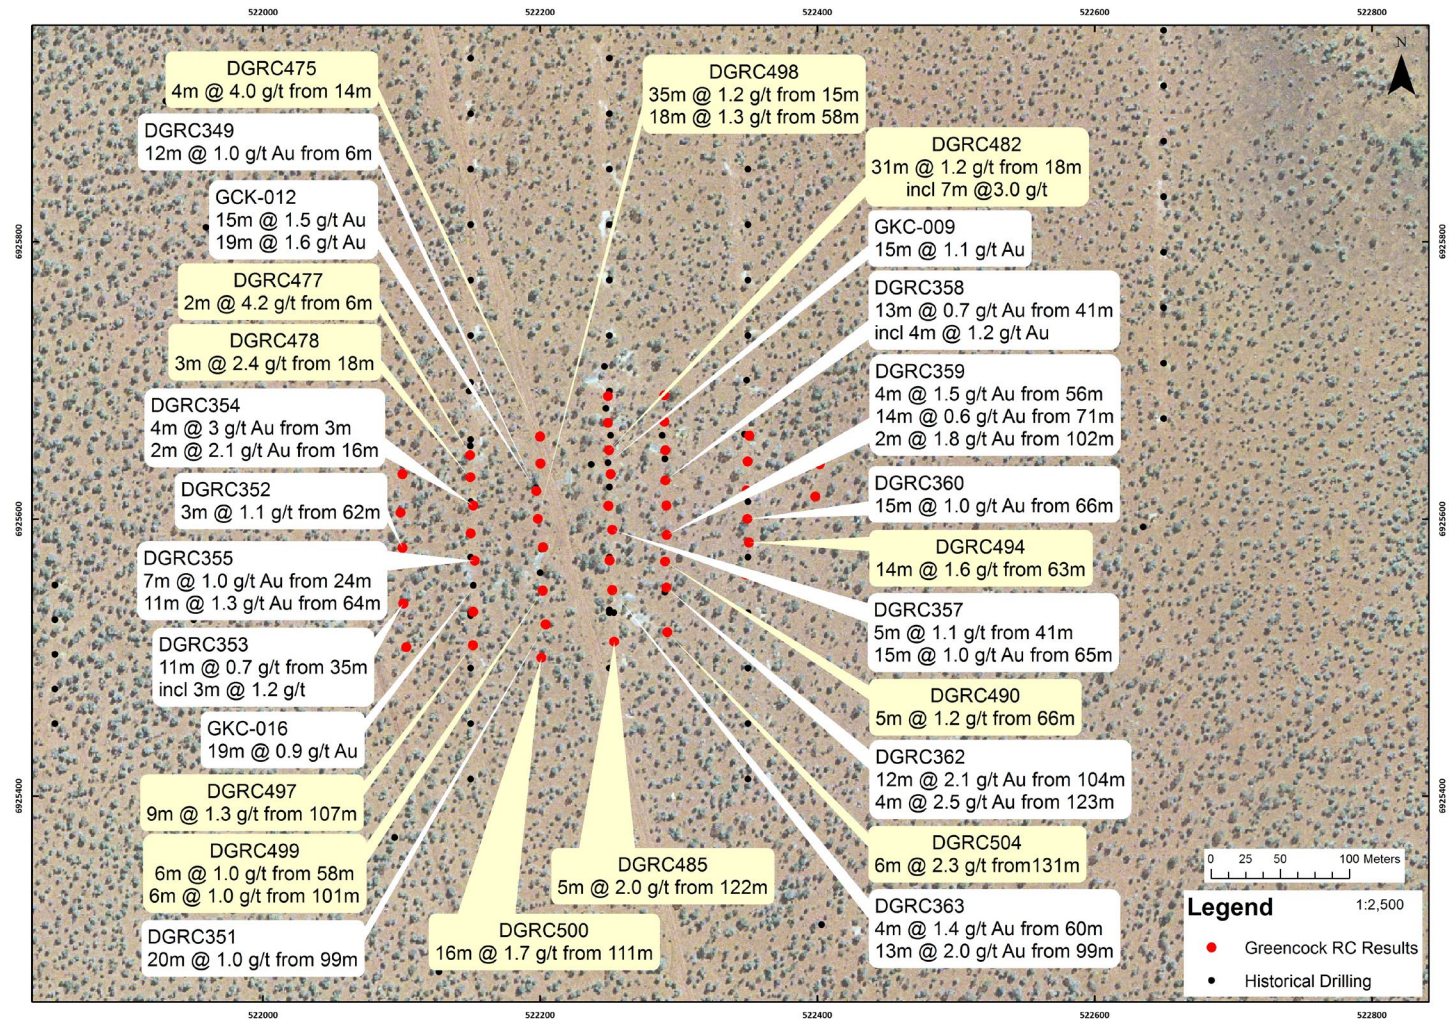 522000
522200
522400
522600
522800
N
6925800
6925600
6925400
6925800
6925600
6925400
DGRC475
4m @ 4.0 g/t from 14m
DGRC349
12m @ 1.0 g/t Au from 6m
GCK-012
15m @ 1.5 g/t Au
19m @ 1.6 g/t Au
DGRC477
2m @ 4.2 g/t from 6m
DGRC478
3m @ 2.4 g/t from 18m
DGRC354
4m @ 3 g/t Au from 3m
2m @ 2.1 g/t Au from 16m
DGRC352
3m @ 1.1 g/t from 62m
DGRC355
7m @ 1.0 g/t Au from 24m
11m @ 1.3 g/t Au from 64m
DGRC353
11m @ 0.7 g/t from 35m
incl 3m @ 1.2 g/t
GKC-016
19m @ 0.9 g/t Au
DGRC497
9m @ 1.3 g/t from 107m
DGRC499
6m @ 1.0 g/t from 58m
6m @ 1.0 g/t from 101m
DGRC351
20m @ 1.0 g/t from 99m
DGRC500
16m @ 1.7 g/t from 111m
DGRC485
5m @ 2.0 g/t from 122m
DGRC498
35m @ 1.2 g/t from 15m
18m @ 1.3 g/t from 58m
DGRC482
31m @ 1.2 g/t from 18m
incl 7m @3.0 g/t
GKC-009
15m @ 1.1 g/t Au
DGRC358
13m @ 0.7 g/t Au from 41m
incl 4m @ 1.2 g/t Au
DGRC359
4m @ 1.5 g/t Au from 56m
14m @ 0.6 g/t Au from 71m
2m @ 1.8 g/t Au from 102m
DGRC360
15m @ 1.0 g/t Au from 66m
DGRC494
14m @ 1.6 g/t from 63m
DGRC357
5m @ 1.1 g/t from 41m
15m @ 1.0 g/t Au from 65m
DGRC490
5m @ 1.2 g/t from 66m
DGRC362
12m @ 2.1 g/t Au from 104m
4m @ 2.5 g/t Au from 123m
DGRC504
6m @ 2.3 g/t from131m
DGRC363
4m @ 1.4 g/t Au from 60m
13m @ 2.0 g/t Au from 99m
0 25 50 100 Meters
Legend 1:2,500
Greencock RC Results
Historical Drilling
522000
522200
522400
522600
522800